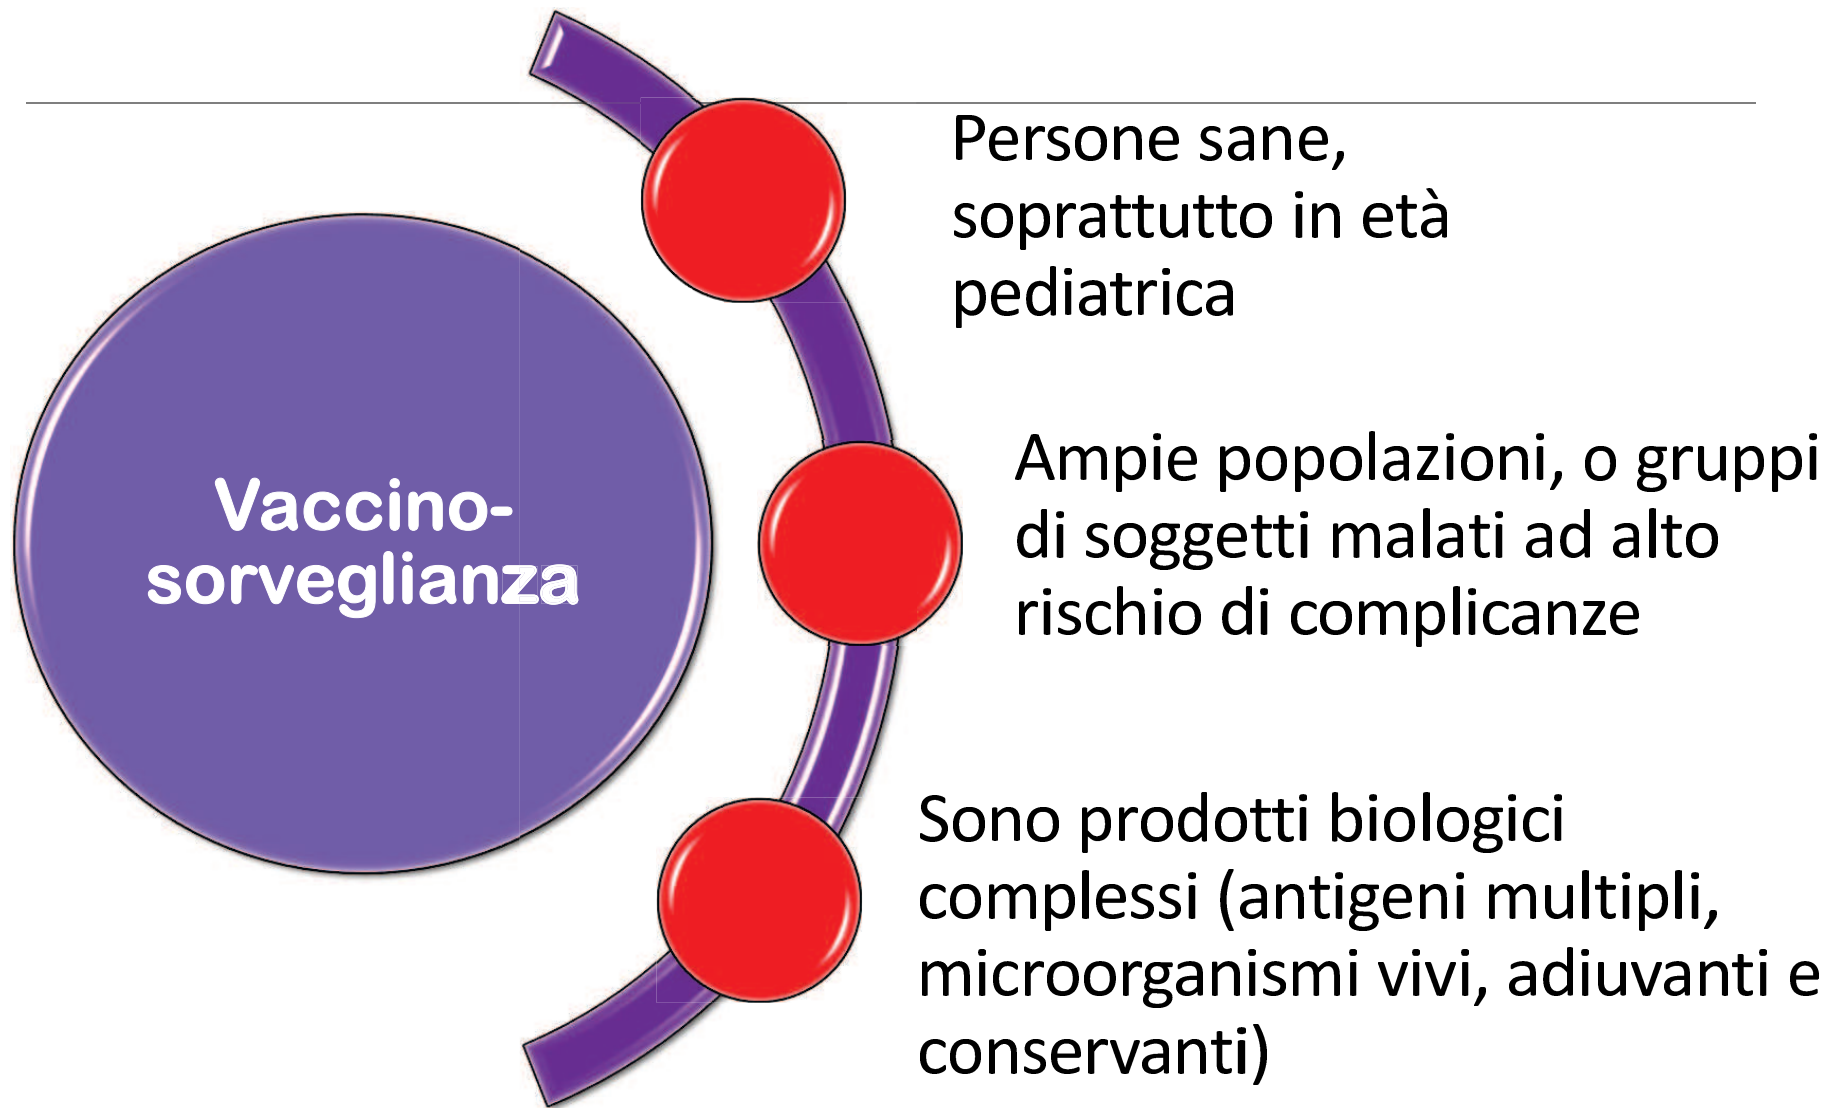 Vaccino-
sorveglianza
Persone sane,
soprattutto in età
pediatrica
Ampie popolazioni, o gruppi
di soggetti malati ad alto
rischio di complicanze
Sono prodotti biologici
complessi (antigeni multipli,
microorganismi vivi, adiuvanti e
conservanti)